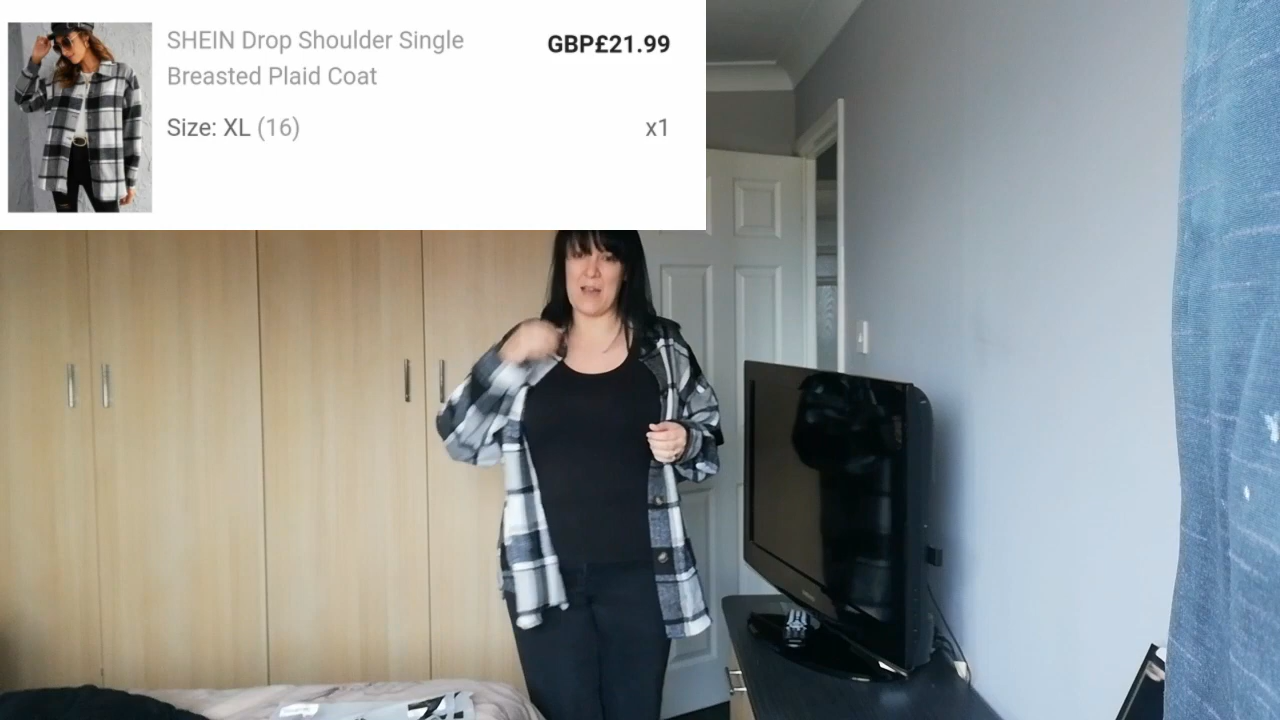 SHEIN Drop Shoulder Single
Breasted Plaid Coat
GBP£21.99
Size: XL (16)
x1